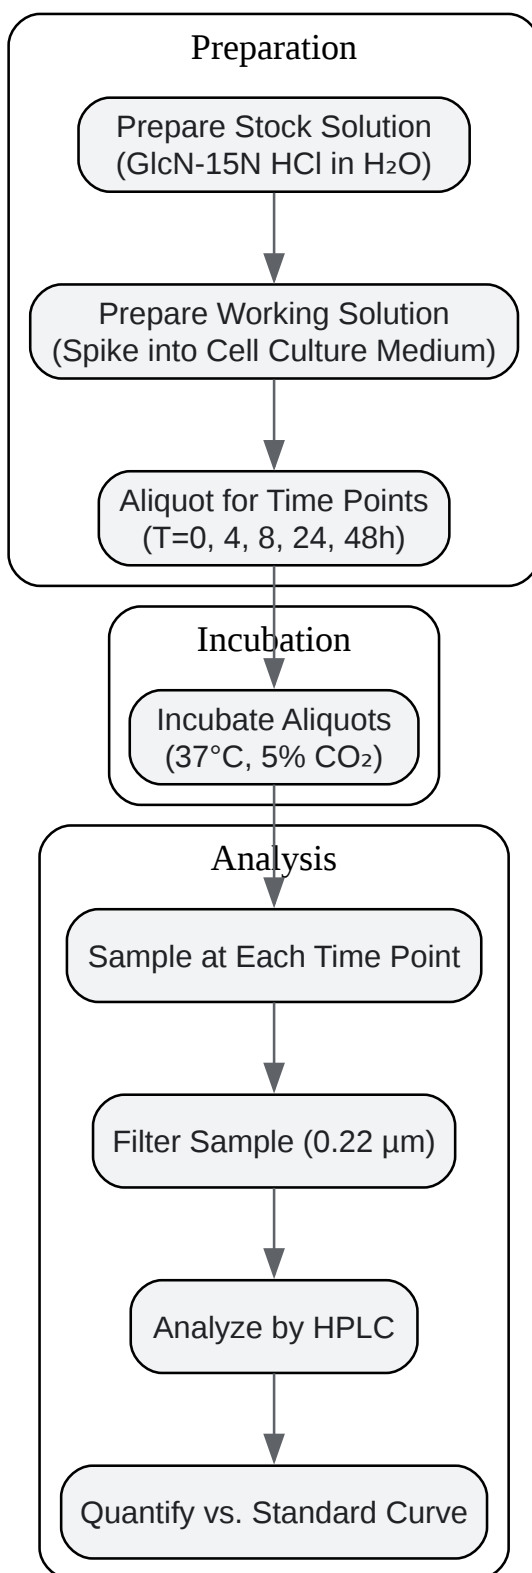 Preparation
Prepare Stock Solution
(GlcN-15N HCl in H₂O)
Prepare Working Solution
(Spike into Cell Culture Medium)
Aliquot for Time Points
(T=0, 4, 8, 24, 48h)
Incubation
Incubate Aliquots
(37°C, 5% CO₂)
Analysis
Sample at Each Time Point
Filter Sample (0.22 µm)
Analyze by HPLC
Quantify vs. Standard Curve